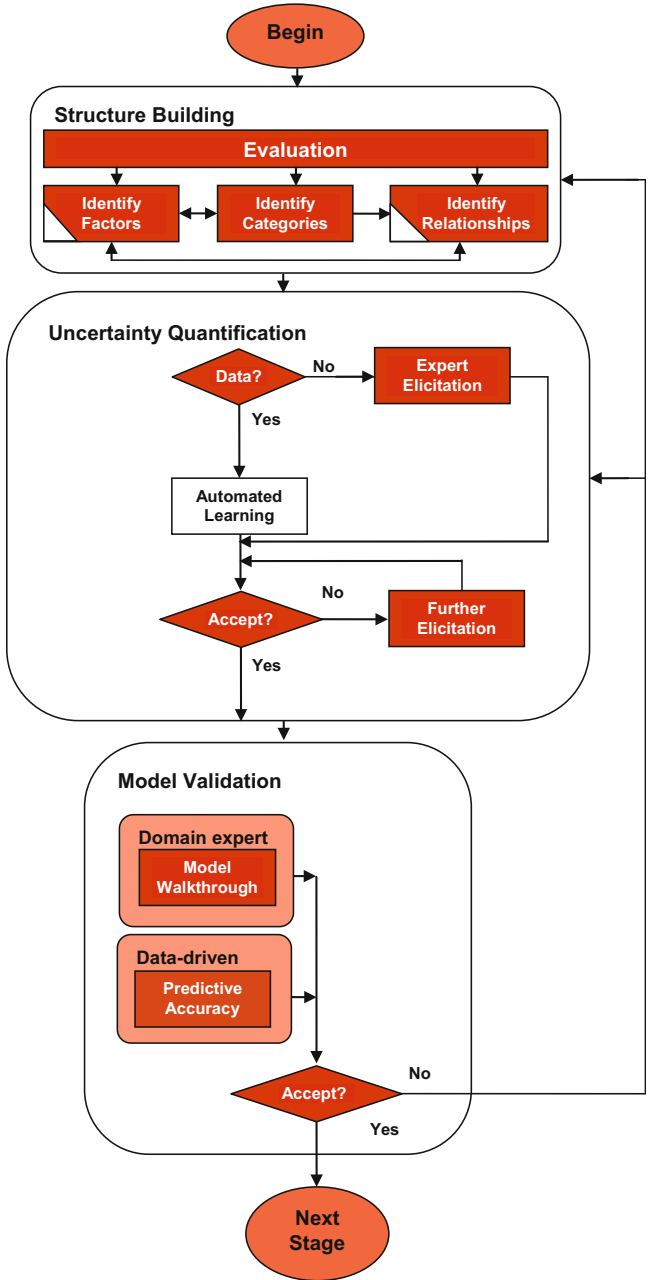 Begin
Structure Building
Evaluation
Identify
Factors
Identify
Categories
Identify
Relationships
Uncertainty Quantification
Data?
No
Expert
Elicitation
Yes
Automated
Learning
Accept?
No
Further
Elicitation
Yes
Model Validation
Domain expert
Model
Walkthrough
Data-driven
Predictive
Accuracy
Accept?
No
Yes
Next
Stage